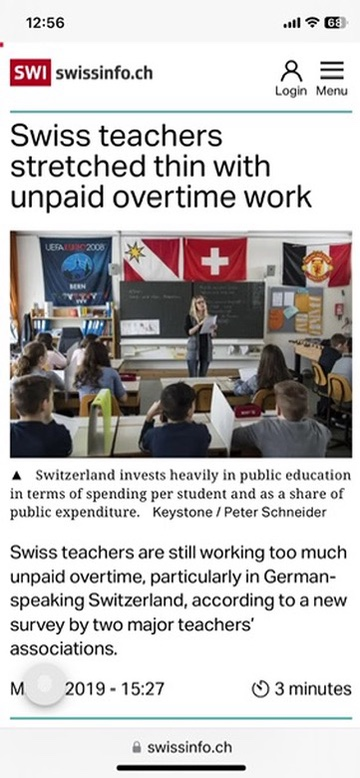 12:56
68
SWI swissinfo.ch
Login Menu
Swiss teachers
stretched thin with
unpaid overtime work
UEFA EURO 2008
BERN
▲ Switzerland invests heavily in public education
in terms of spending per student and as a share of
public expenditure. Keystone / Peter Schneider
Swiss teachers are still working too much
unpaid overtime, particularly in German-
speaking Switzerland, according to a new
survey by two major teachers'
associations.
2019 - 15:27 3 minutes
swissinfo.ch